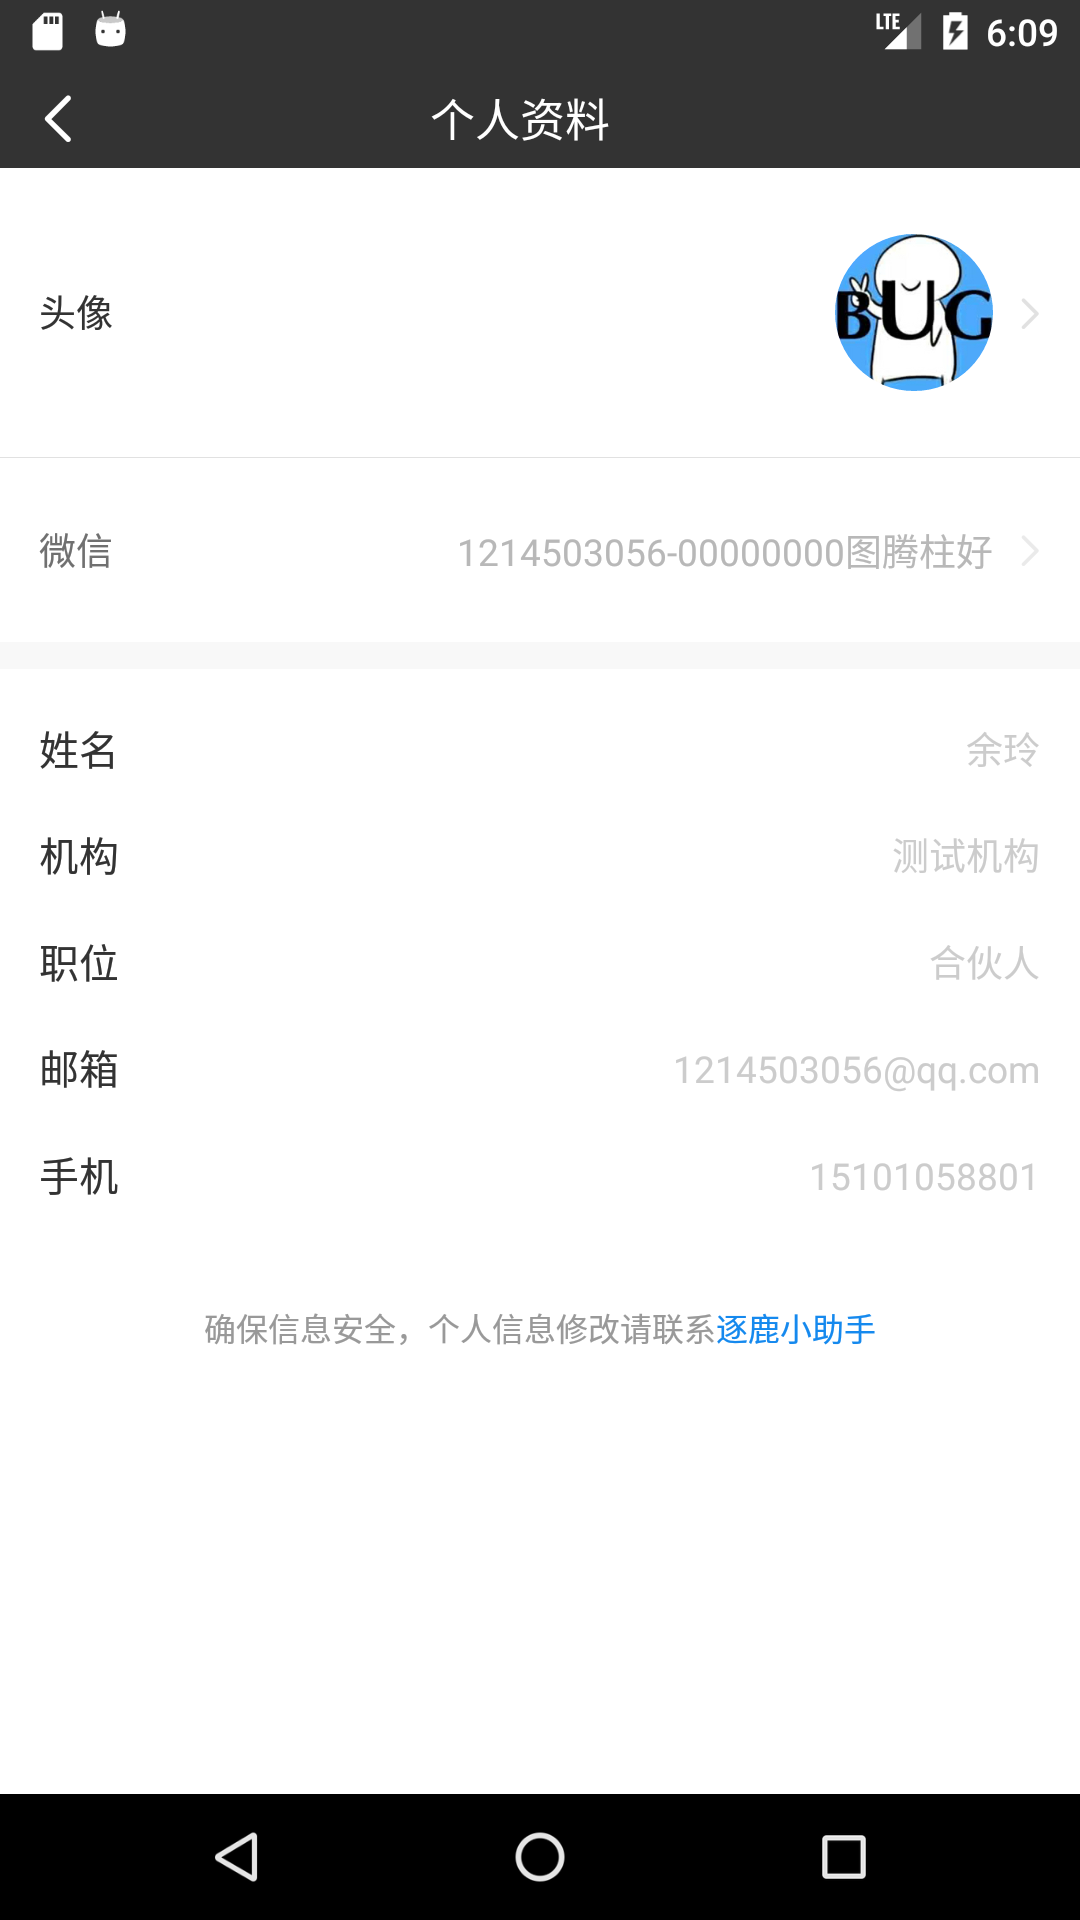 LTE 6:09
个人资料
头像
BUG
微信 1214503056-00000000图腾柱好
姓名 余玲
机构 测试机构
职位 合伙人
邮箱 1214503056@qq.com
手机 15101058801
确保信息安全，个人信息修改请联系逐鹿小助手